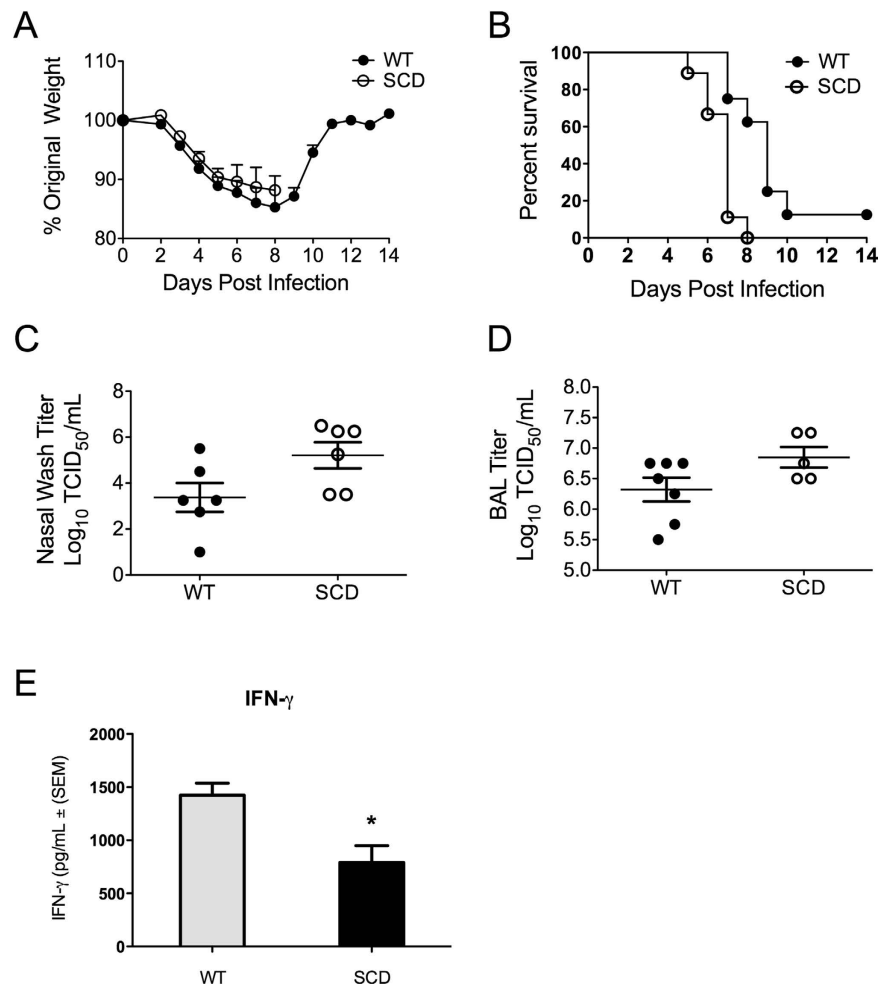 A
% Original Weight
110
100
90
80
0 2 4 6 8 10 12 14
Days Post Infection
WT
SCD
B
Percent survival
100
80
60
40
20
0
0 2 4 6 8 10 12 14
Days Post Infection
WT
SCD
C
Nasal Wash Titer
Log10 TCID50/mL
8
6
4
2
0
WT SCD
D
BAL Titer
Log10 TCID50/mL
8.0
7.5
7.0
6.5
6.0
5.5
5.0
WT SCD
E
IFN-γ
IFN-γ (pg/mL ± (SEM)
2000
1500
1000
500
0
*
WT SCD